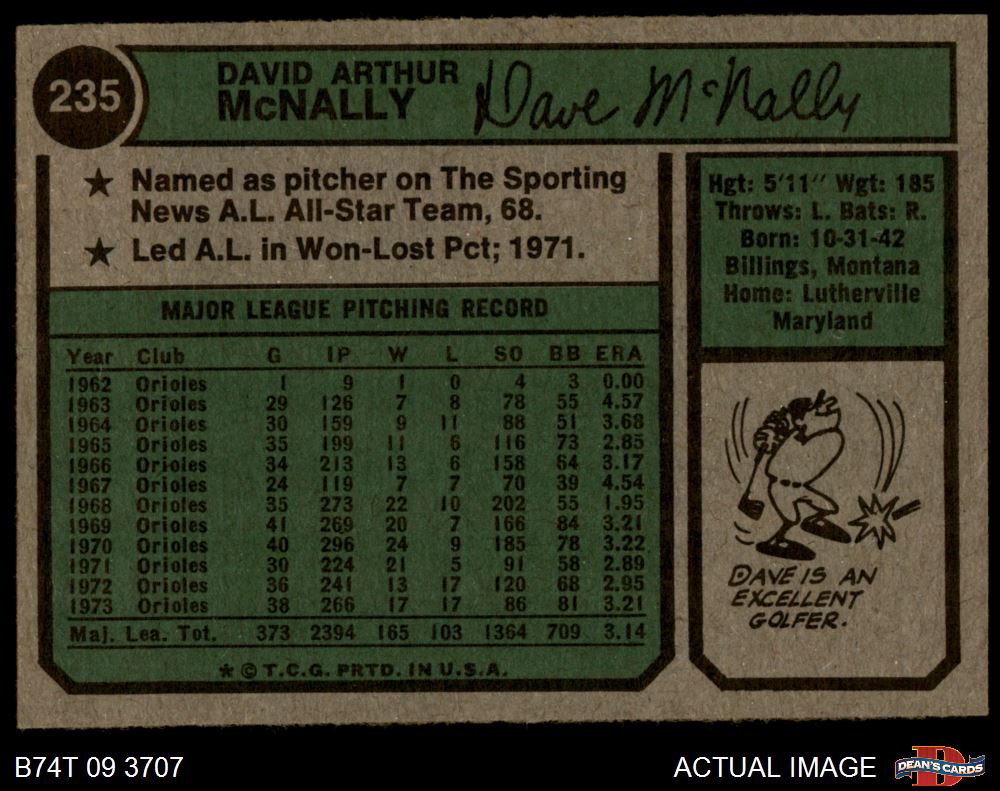 235
DAVID ARTHUR
McNALLY
Dave McNally
★ Named as pitcher on The Sporting
News A.L. All-Star Team, 68.
★ Led A.L. in Won-Lost Pct; 1971.
MAJOR LEAGUE PITCHING RECORD
Year Club G IP W L SO BB ERA
1962 Orioles 1 9 1 0 4 3 0.00
1963 Orioles 29 126 7 8 78 55 4.57
1964 Orioles 30 159 9 11 88 51 3.68
1965 Orioles 35 199 11 6 116 73 2.85
1966 Orioles 34 213 13 6 158 64 3.17
1967 Orioles 24 119 7 7 70 39 4.54
1968 Orioles 35 273 22 10 202 55 1.95
1969 Orioles 41 269 20 7 166 84 3.21
1970 Orioles 40 296 24 9 185 78 3.22
1971 Orioles 30 224 21 5 91 58 2.89
1972 Orioles 36 241 13 17 120 68 2.95
1973 Orioles 38 266 17 17 86 81 3.21
Maj. Lea. Tot. 373 2394 165 103 1364 709 3.14
* © T.C.G. PRTD. IN U.S.A.
Hgt: 5'11" Wgt: 185
Throws: L. Bats: R.
Born: 10-31-42
Billings, Montana
Home: Lutherville
Maryland
DAVE IS AN
EXCELLENT
GOLFER.
B74T 09 3707
ACTUAL IMAGE
DEAN'S CARDS